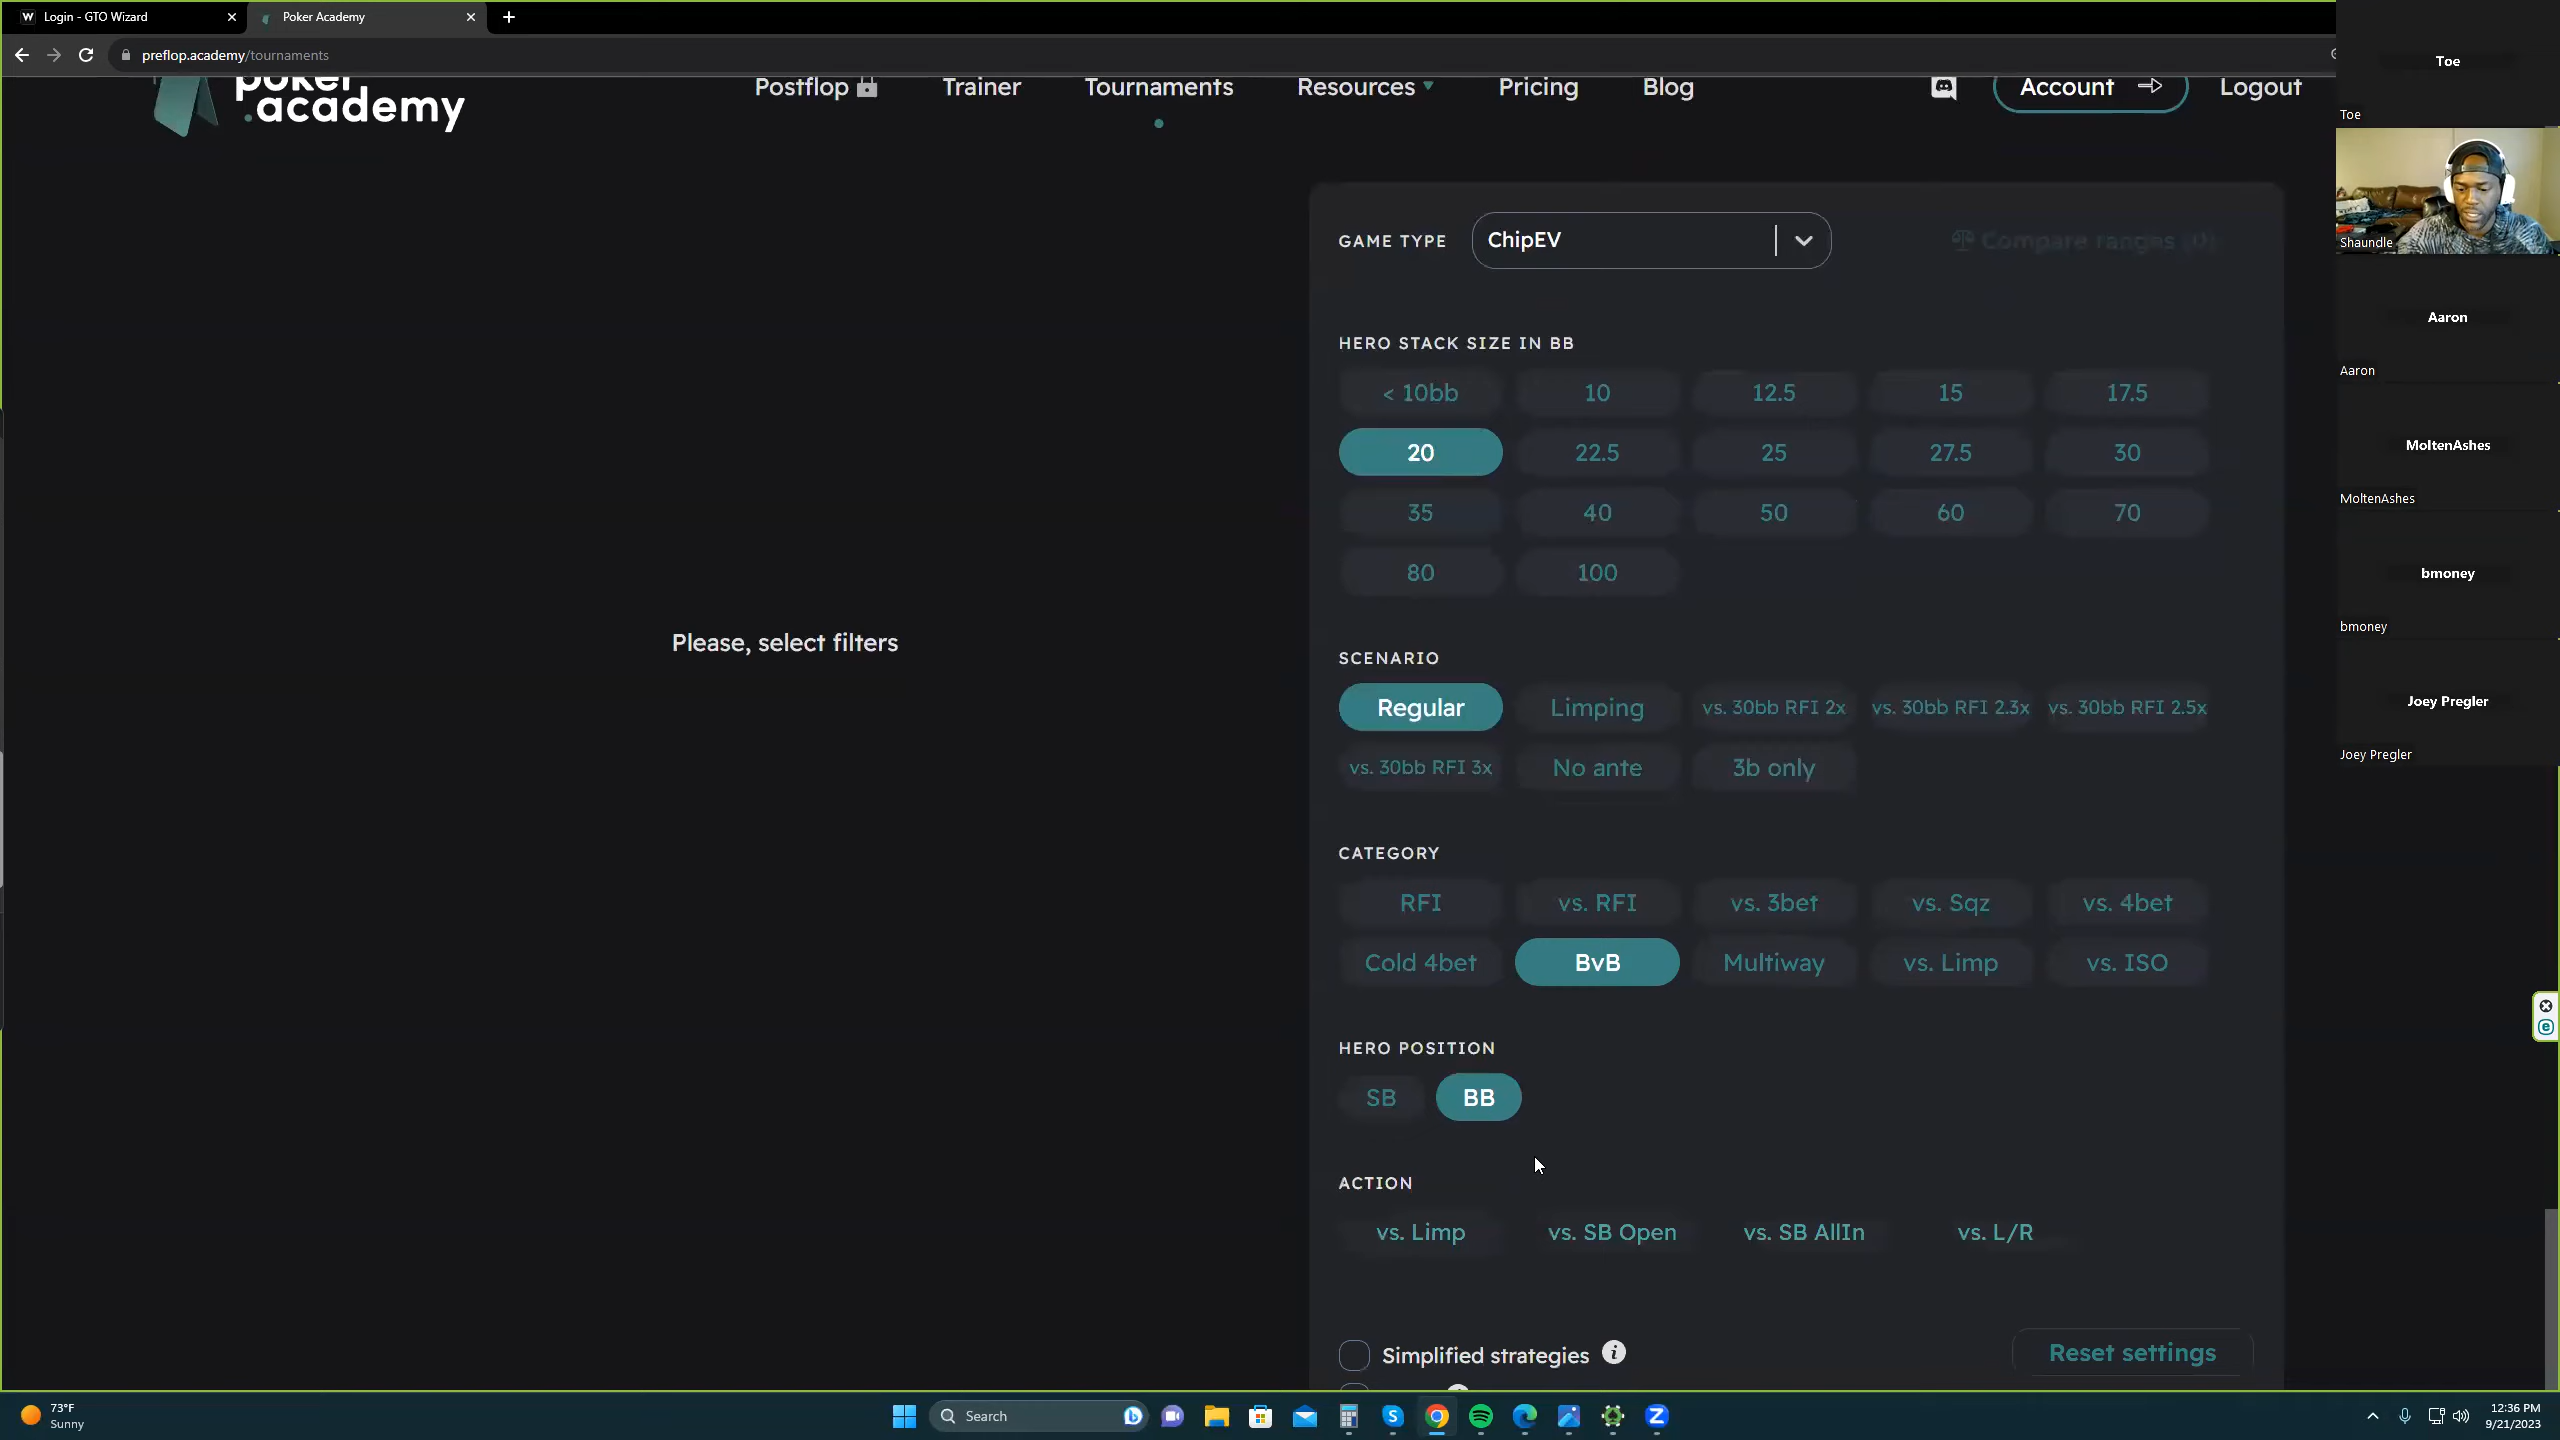 Login - GTO Wizard
Poker Academy
preflop.academy/tournaments
poker
.academy
Postflop
Trainer
Tournaments
Resources
Pricing
Blog
Account
Logout
GAME TYPE
ChipEV
Compare ranges (0)
HERO STACK SIZE IN BB
< 10bb
10
12.5
15
17.5
20
22.5
25
27.5
30
35
40
50
60
70
80
100
Please, select filters
SCENARIO
Regular
Limping
vs. 30bb RFI 2x
vs. 30bb RFI 2.3x
vs. 30bb RFI 2.5x
vs. 30bb RFI 3x
No ante
3b only
CATEGORY
RFI
vs. RFI
vs. 3bet
vs. Sqz
vs. 4bet
Cold 4bet
BvB
Multiway
vs. Limp
vs. ISO
HERO POSITION
SB
BB
ACTION
vs. Limp
vs. SB Open
vs. SB AllIn
vs. L/R
Simplified strategies
Reset settings
Toe
Toe
Shaundle
Aaron
Aaron
MoltenAshes
MoltenAshes
bmoney
bmoney
Joey Pregler
Joey Pregler
73°F
Sunny
Search
12:36 PM
9/21/2023